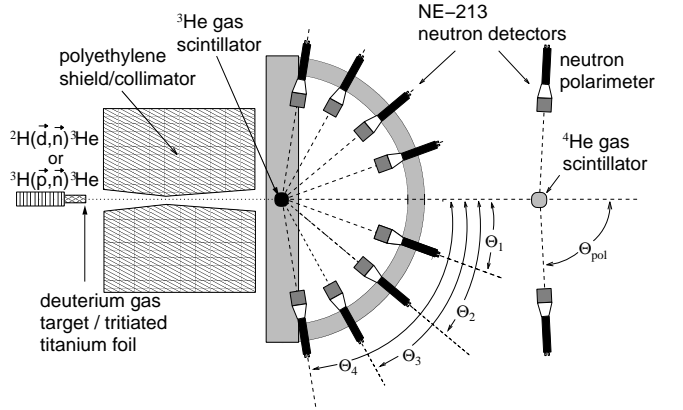 ³He gas
scintillator
NE−213
neutron detectors
polyethylene
shield/collimator
neutron
polarimeter
²H(d⃗,n⃗)³He
or
³H(p⃗,n⃗)³He
⁴He gas
scintillator
Θ₁
Θpol
deuterium gas
target / tritiated
titanium foil
Θ₂
Θ₃
Θ₄